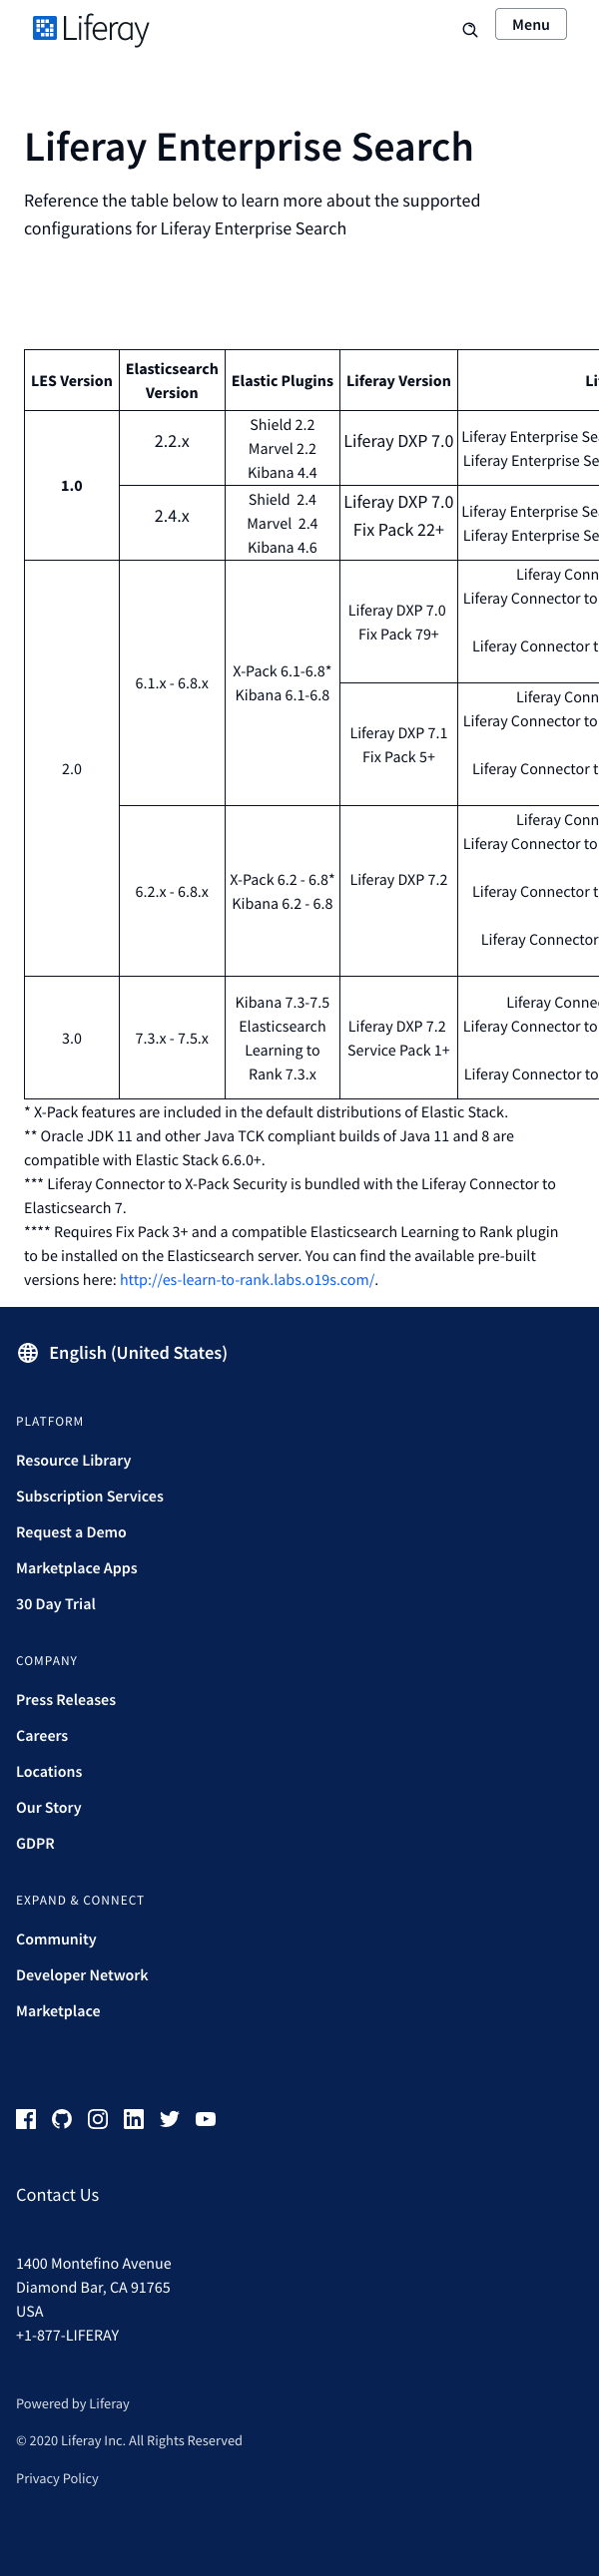 Liferay
Menu
Liferay Enterprise Search
Reference the table below to learn more about the supported
configurations for Liferay Enterprise Search
LES Version
Elasticsearch
Version
Elastic Plugins
Liferay Version
1.0
2.2.x
Shield 2.2
Marvel 2.2
Kibana 4.4
Liferay DXP 7.0
Liferay Enterprise
Liferay Enterprise
2.4.x
Shield 2.4
Marvel 2.4
Kibana 4.6
Liferay DXP 7.0
Fix Pack 22+
Liferay Enterprise
Liferay Enterprise
2.0
6.1.x - 6.8.x
X-Pack 6.1-6.8*
Kibana 6.1-6.8
Liferay DXP 7.0
Fix Pack 79+
Liferay
Liferay Connector to
Liferay Connector
Liferay DXP 7.1
Fix Pack 5+
Liferay
Liferay Connector to
Liferay Connector
6.2.x - 6.8.x
X-Pack 6.2 - 6.8*
Kibana 6.2 - 6.8
Liferay DXP 7.2
Liferay
Liferay Connector to
Liferay Connector
Liferay Connector
3.0
7.3.x - 7.5.x
Kibana 7.3-7.5
Elasticsearch
Learning to
Rank 7.3.x
Liferay DXP 7.2
Service Pack 1+
Liferay
Liferay Connector to
Liferay Connector to
* X-Pack features are included in the default distributions of Elastic Stack.
** Oracle JDK 11 and other Java TCK compliant builds of Java 11 and 8 are
compatible with Elastic Stack 6.6.0+.
*** Liferay Connector to X-Pack Security is bundled with the Liferay Connector to
Elasticsearch 7.
**** Requires Fix Pack 3+ and a compatible Elasticsearch Learning to Rank plugin
to be installed on the Elasticsearch server. You can find the available pre-built
versions here: http://es-learn-to-rank.labs.o19s.com/.
English (United States)
PLATFORM
Resource Library
Subscription Services
Request a Demo
Marketplace Apps
30 Day Trial
COMPANY
Press Releases
Careers
Locations
Our Story
GDPR
EXPAND & CONNECT
Community
Developer Network
Marketplace
Contact Us
1400 Montefino Avenue
Diamond Bar, CA 91765
USA
+1-877-LIFERAY
Powered by Liferay
© 2020 Liferay Inc. All Rights Reserved
Privacy Policy